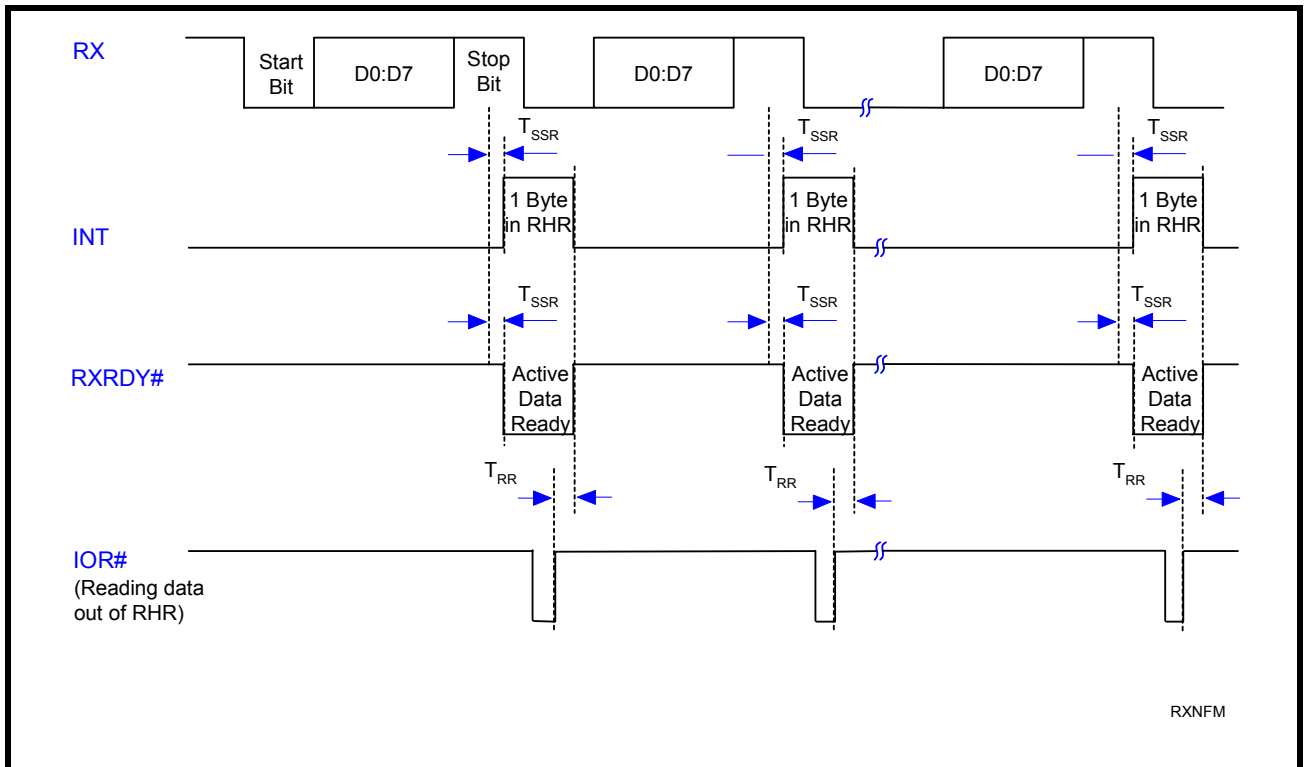 RX
Start
Bit
D0:D7
Stop
Bit
D0:D7
D0:D7
TSSR
TSSR
TSSR
INT
1 Byte
in RHR
1 Byte
in RHR
1 Byte
in RHR
TSSR
TSSR
TSSR
RXRDY#
Active
Data
Ready
Active
Data
Ready
Active
Data
Ready
TRR
TRR
TRR
IOR#
(Reading data
out of RHR)
RXNFM